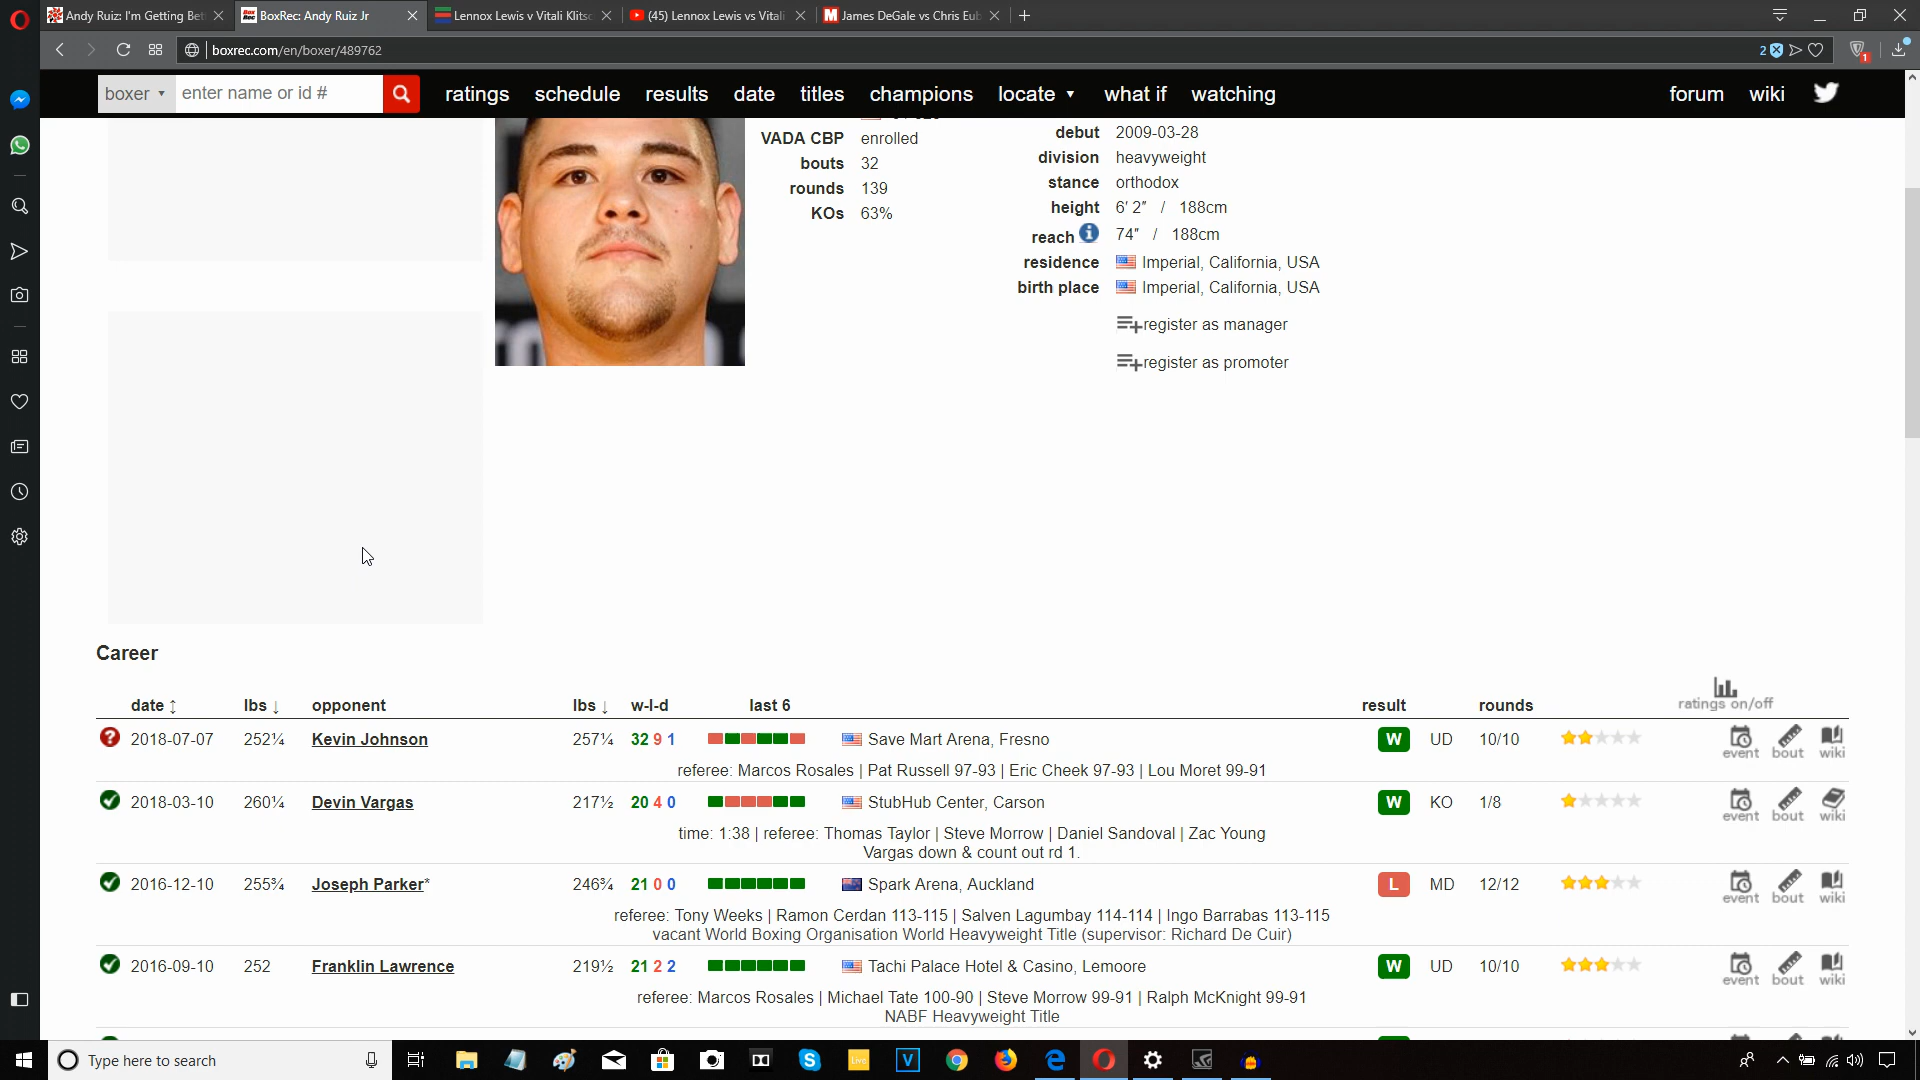 Andy Ruiz: I'm Getting Bet
BoxRec: Andy Ruiz Jr
Lennox Lewis v Vitali Klitsc
(45) Lennox Lewis vs Vitali
James DeGale vs Chris Eub
boxrec.com/en/boxer/489762
2
1
boxer
enter name or id #
ratings
schedule
results
date
titles
champions
locate
what if
watching
forum
wiki
VADA CBP enrolled
bouts 32
rounds 139
KOs 63%
debut 2009-03-28
division heavyweight
stance orthodox
height 6′ 2″ / 188cm
reach 74″ / 188cm
residence Imperial, California, USA
birth place Imperial, California, USA
register as manager
register as promoter
Career
ratings on/off
date lbs opponent lbs w-l-d last 6 result rounds
2018-07-07 252¼ Kevin Johnson 257¼ 32 9 1 Save Mart Arena, Fresno W UD 10/10 event bout wiki
referee: Marcos Rosales | Pat Russell 97-93 | Eric Cheek 97-93 | Lou Moret 99-91
2018-03-10 260¼ Devin Vargas 217½ 20 4 0 StubHub Center, Carson W KO 1/8 event bout wiki
time: 1:38 | referee: Thomas Taylor | Steve Morrow | Daniel Sandoval | Zac Young
Vargas down & count out rd 1.
2016-12-10 255¾ Joseph Parker* 246¾ 21 0 0 Spark Arena, Auckland L MD 12/12 event bout wiki
referee: Tony Weeks | Ramon Cerdan 113-115 | Salven Lagumbay 114-114 | Ingo Barrabas 113-115
vacant World Boxing Organisation World Heavyweight Title (supervisor: Richard De Cuir)
2016-09-10 252 Franklin Lawrence 219½ 21 2 2 Tachi Palace Hotel & Casino, Lemoore W UD 10/10 event bout wiki
referee: Marcos Rosales | Michael Tate 100-90 | Steve Morrow 99-91 | Ralph McKnight 99-91
NABF Heavyweight Title
Type here to search